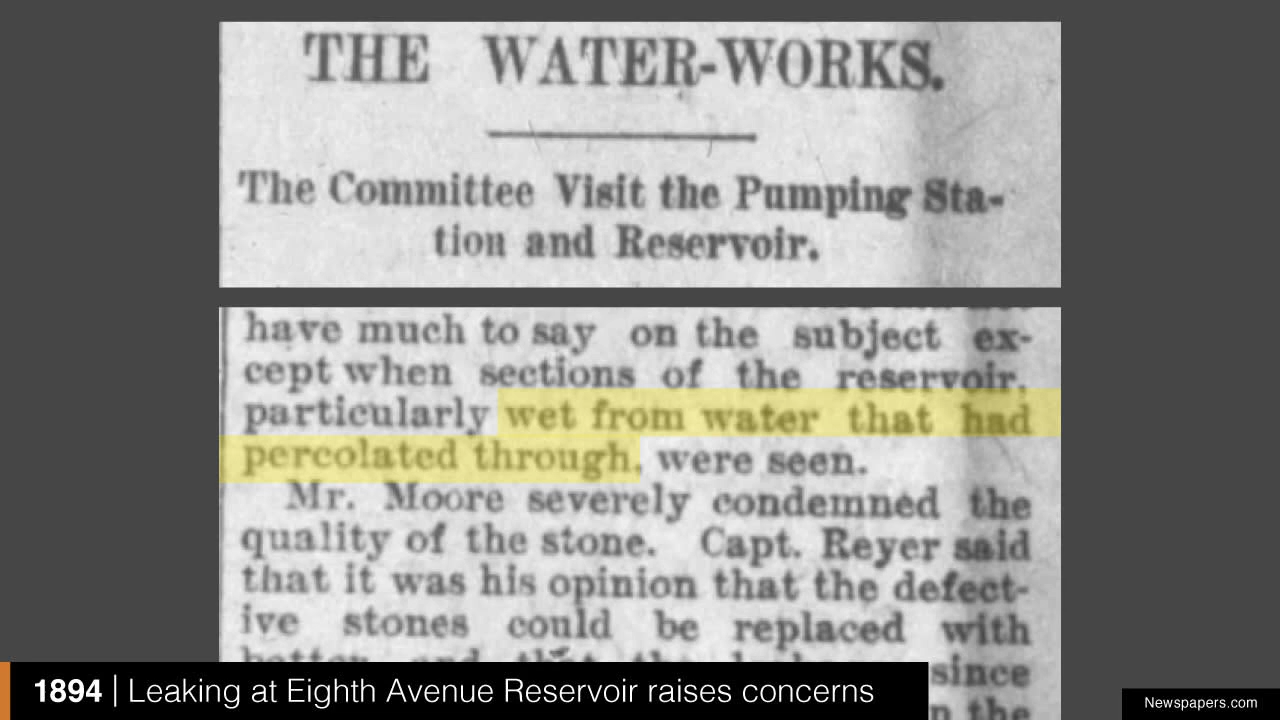 THE WATER-WORKS.
The Committee Visit the Pumping Sta-
tion and Reservoir.
have much to say on the subject ex-
cept when sections of the reservoir,
particularly wet from water that had
percolated through, were seen.
Mr. Moore severely condemned the
quality of the stone. Capt. Reyer said
that it was his opinion that the defect-
ive stones could be replaced with
since
the
1894 | Leaking at Eighth Avenue Reservoir raises concerns
Newspapers.com